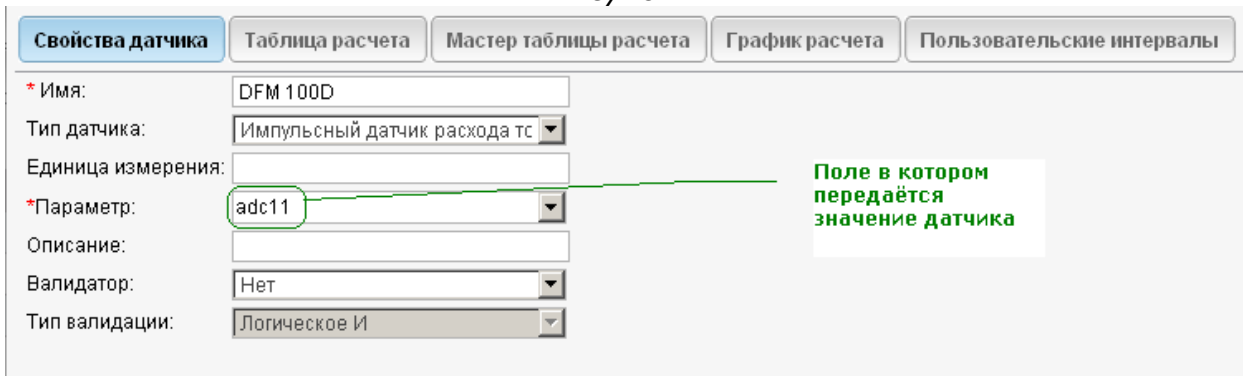 Свойства датчика Таблица расчета Мастер таблицы расчета График расчета Пользовательские интервалы
* Имя: DFM 100D
Тип датчика: Импульсный датчик расхода тс
Единица измерения:
*Параметр: adc11
Поле в котором
передаётся
значение датчика
Описание:
Валидатор: Нет
Тип валидации: Логическое И